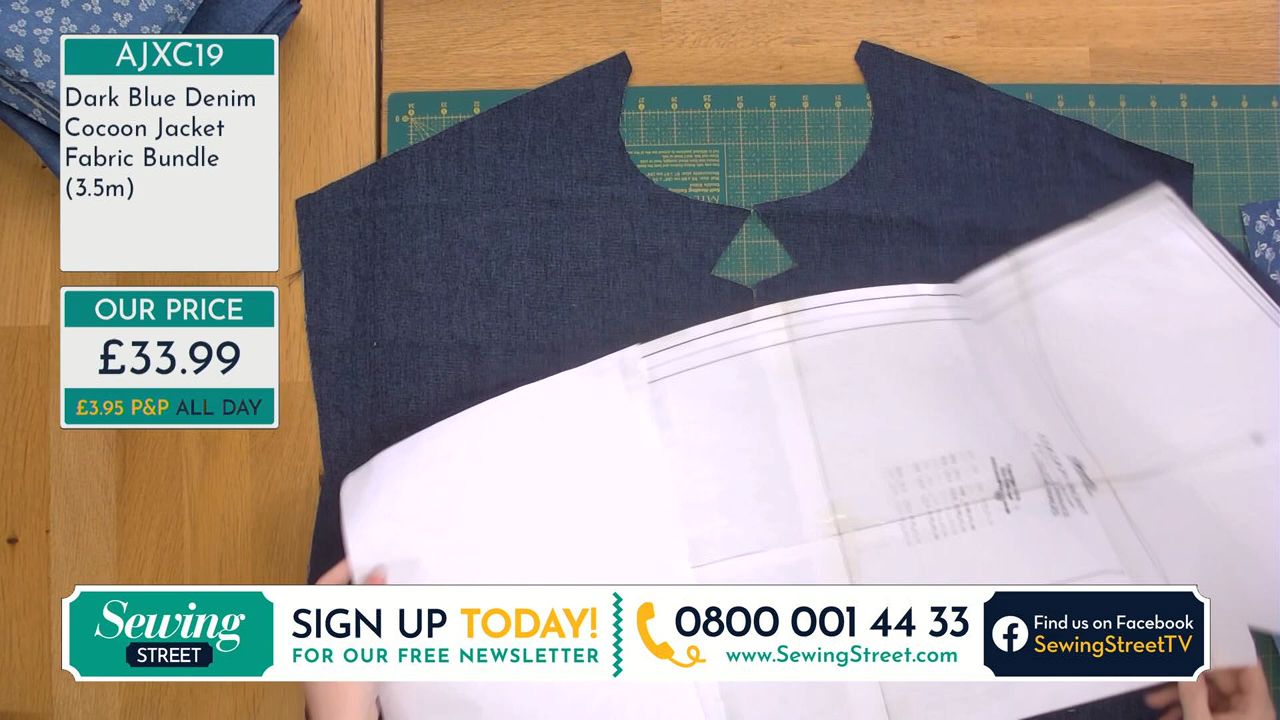 AJXC19
Dark Blue Denim
Cocoon Jacket
Fabric Bundle
(3.5m)
OUR PRICE
£33.99
£3.95 P&P ALL DAY
Sewing
STREET
SIGN UP TODAY!
FOR OUR FREE NEWSLETTER
0800 001 44 33
www.SewingStreet.com
Find us on Facebook
SewingStreetTV